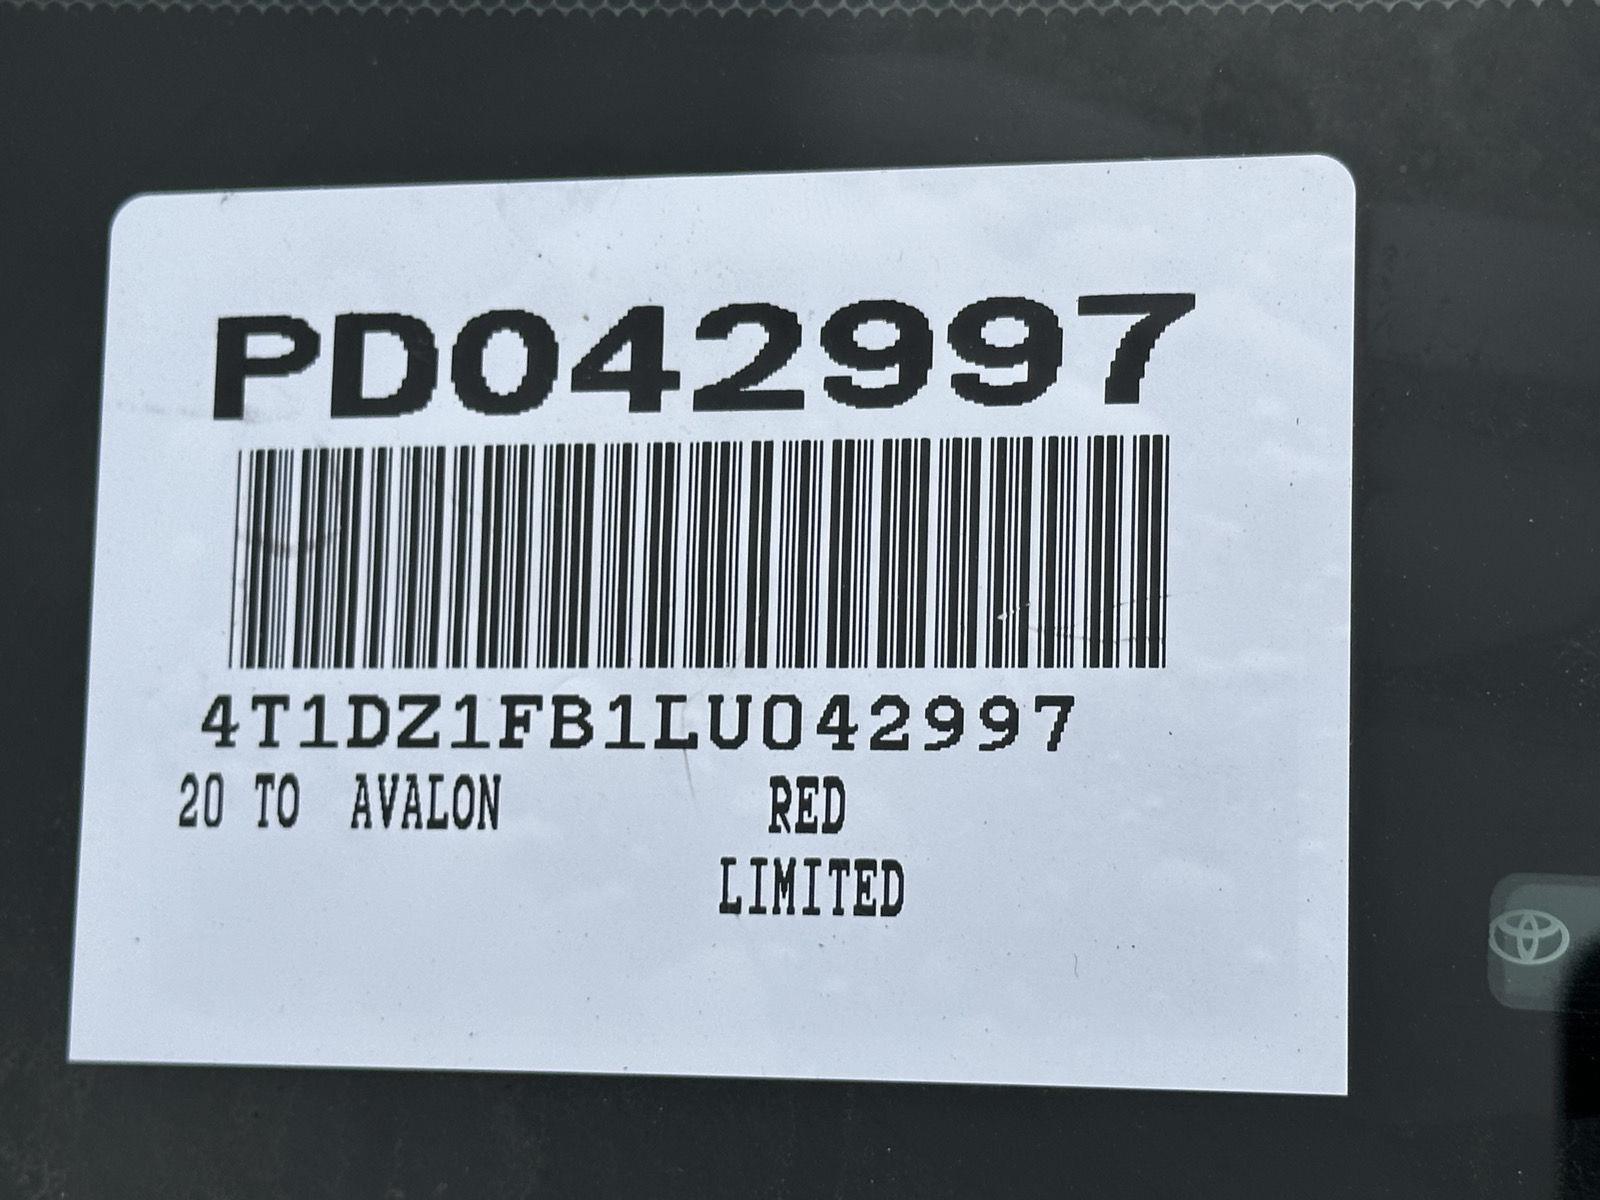 PD042997
4T1DZ1FB1LU042997
20 TO AVALON RED
LIMITED